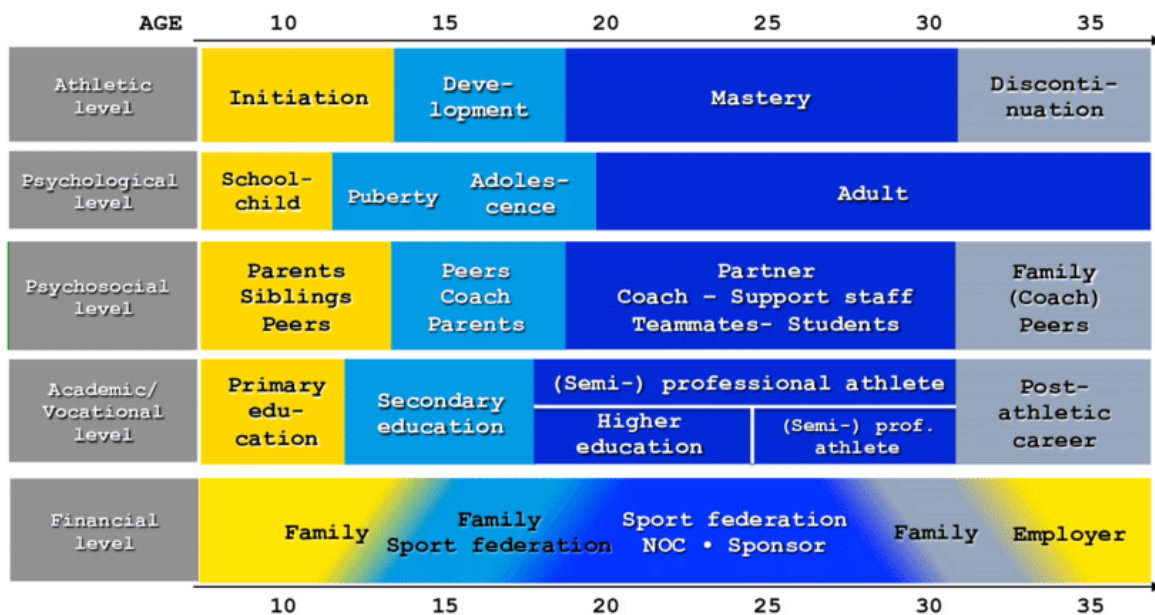 AGE 10 15 20 25 30 35
Athletic
level
Initiation
Deve-
lopment
Mastery
Disconti-
nuation
Psychological
level
School-
child
Puberty
Adoles-
cence
Adult
Psychosocial
level
Parents
Siblings
Peers
Peers
Coach
Parents
Partner
Coach – Support staff
Teammates- Students
Family
(Coach)
Peers
Academic/
Vocational
level
Primary
edu-
cation
Secondary
education
(Semi-) professional athlete
Higher
education
(Semi-) prof.
athlete
Post-
athletic
career
Financial
level
Family
Family
Sport federation
Sport federation
NOC • Sponsor
Family
Employer
10 15 20 25 30 35